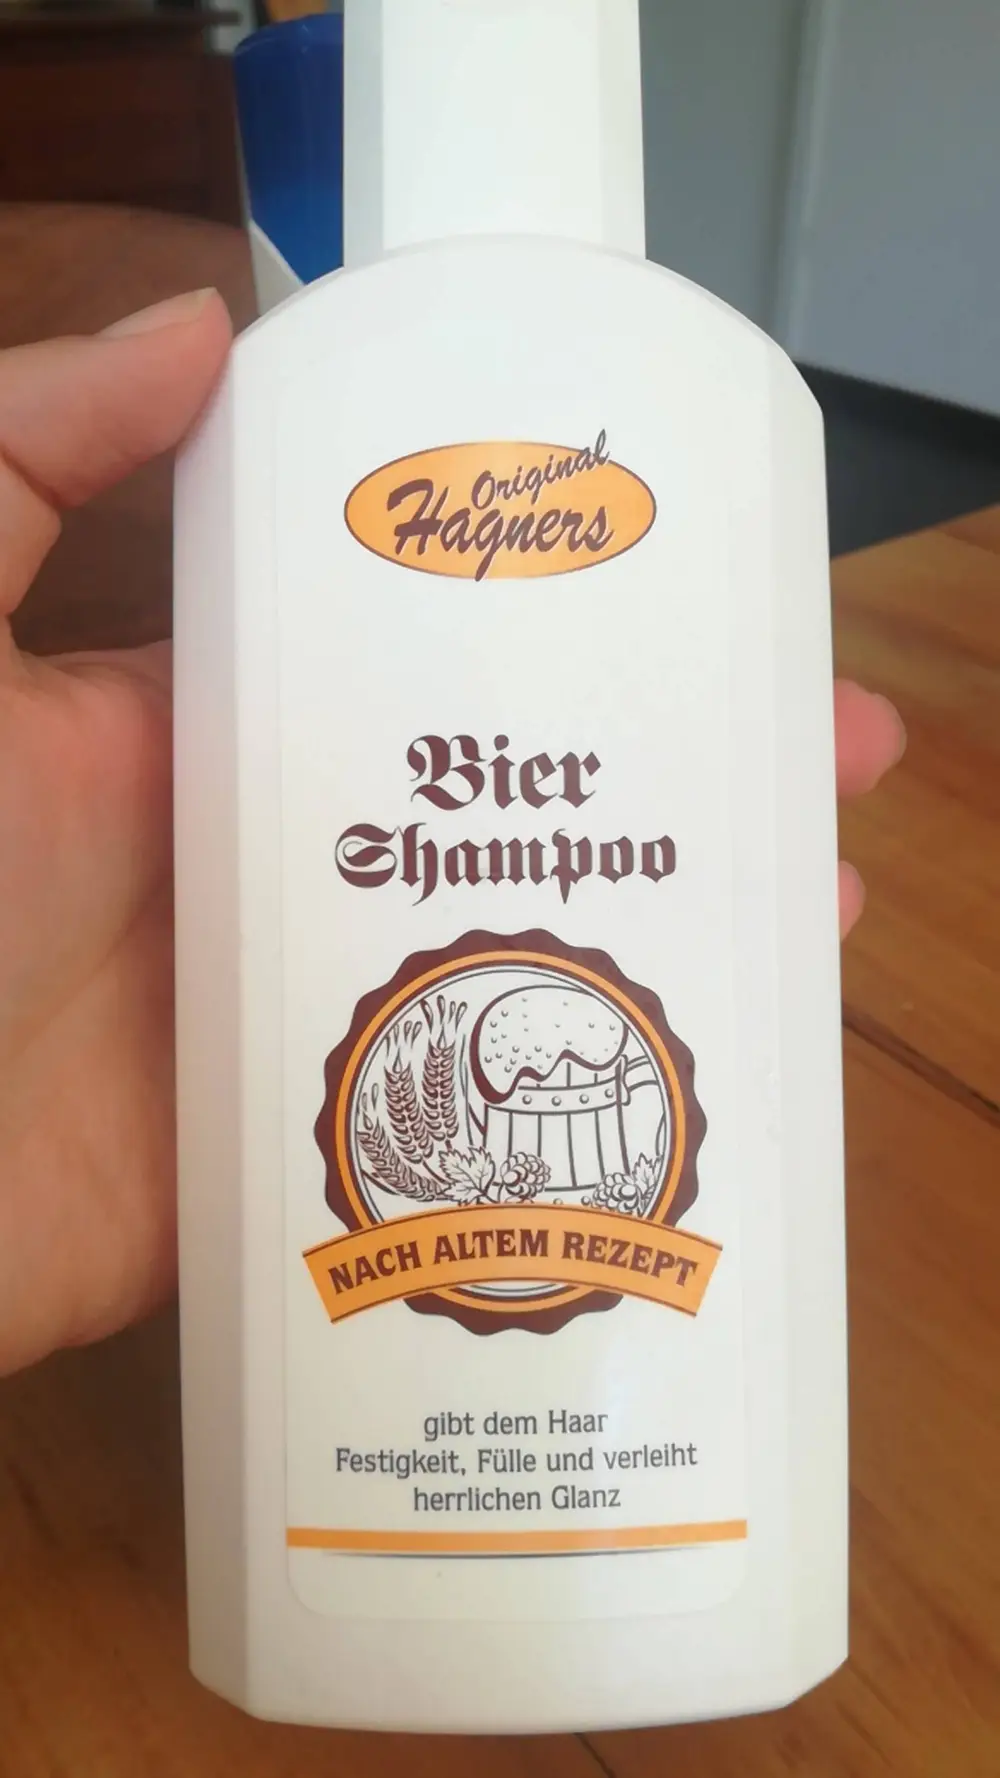 Original
Hagners
Bier
Shampoo
NACH ALTEM REZEPT
gibt dem Haar
Festigkeit, Fülle und verleiht
herrlichen Glanz